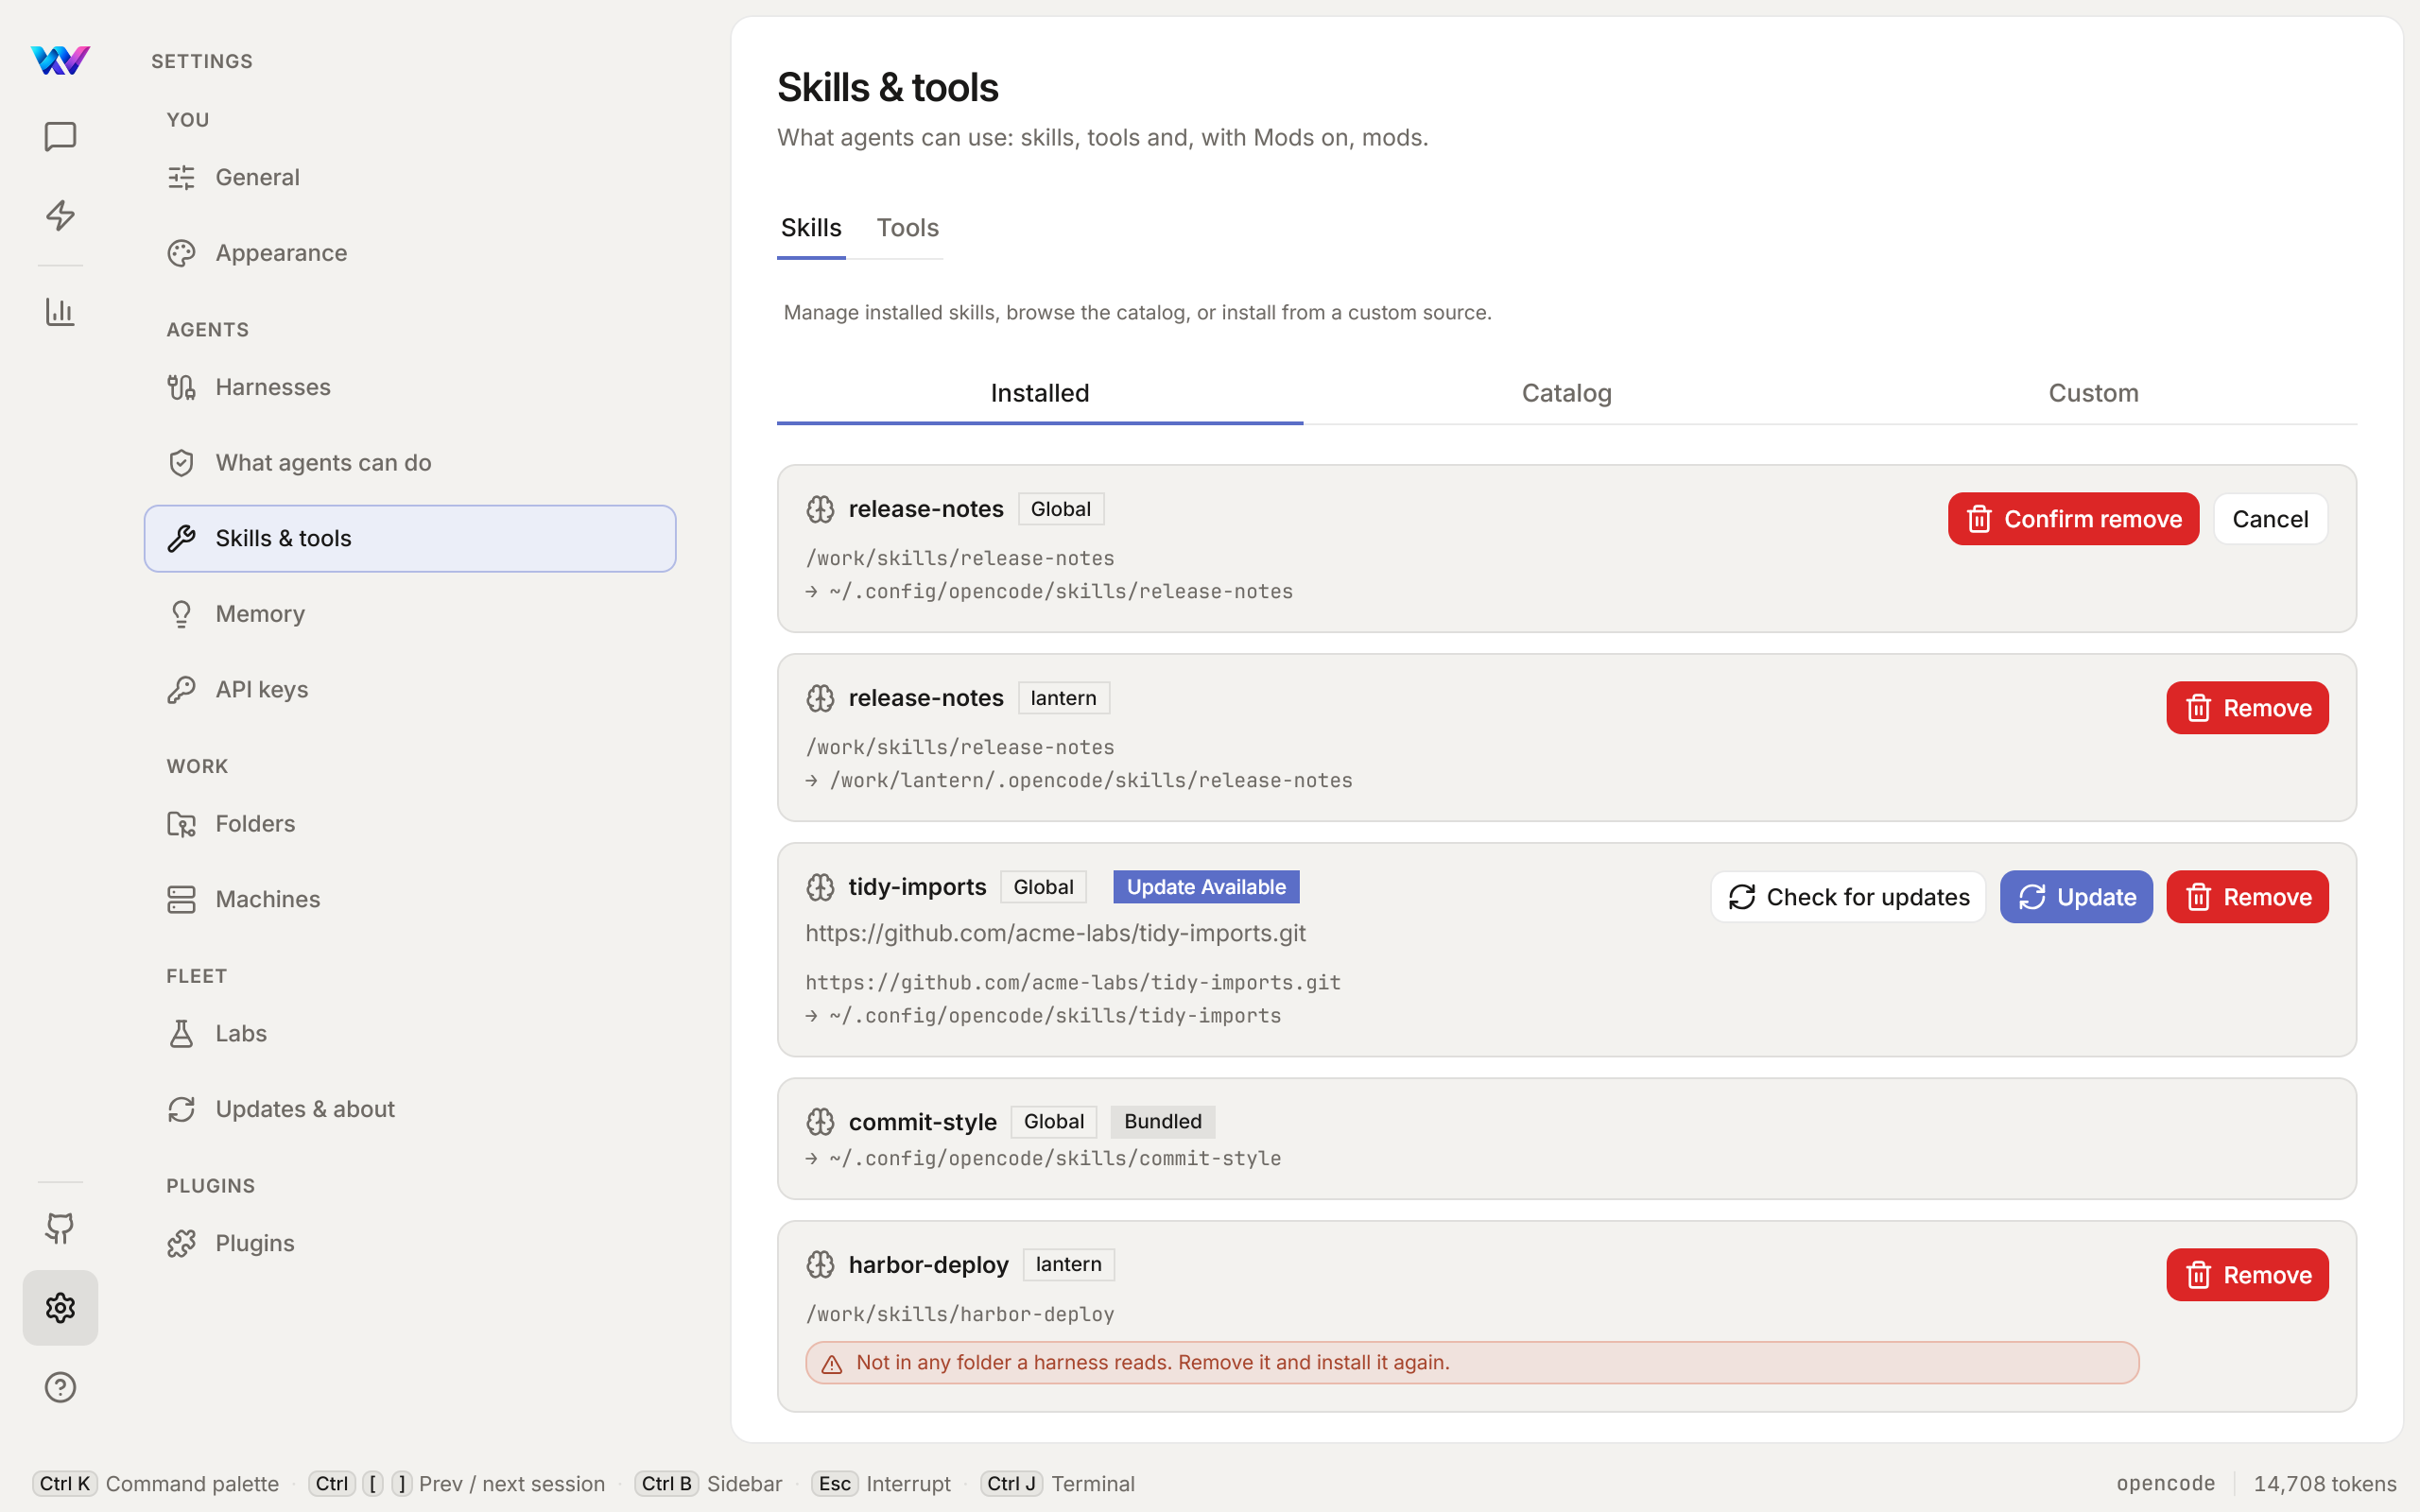 SETTINGS
YOU
General
Appearance
AGENTS
Harnesses
What agents can do
Skills & tools
Memory
API keys
WORK
Folders
Machines
FLEET
Labs
Updates & about
PLUGINS
Plugins
Skills & tools
What agents can use: skills, tools and, with Mods on, mods.
Skills Tools
Manage installed skills, browse the catalog, or install from a custom source.
Installed Catalog Custom
release-notes Global Confirm remove Cancel
/work/skills/release-notes
→ ~/.config/opencode/skills/release-notes
release-notes lantern Remove
/work/skills/release-notes
→ /work/lantern/.opencode/skills/release-notes
tidy-imports Global Update Available Check for updates Update Remove
https://github.com/acme-labs/tidy-imports.git
https://github.com/acme-labs/tidy-imports.git
→ ~/.config/opencode/skills/tidy-imports
commit-style Global Bundled
→ ~/.config/opencode/skills/commit-style
harbor-deploy lantern Remove
/work/skills/harbor-deploy
Not in any folder a harness reads. Remove it and install it again.
Ctrl K Command palette · Ctrl [ ] Prev / next session · Ctrl B Sidebar · Esc Interrupt · Ctrl J Terminal opencode 14,708 tokens